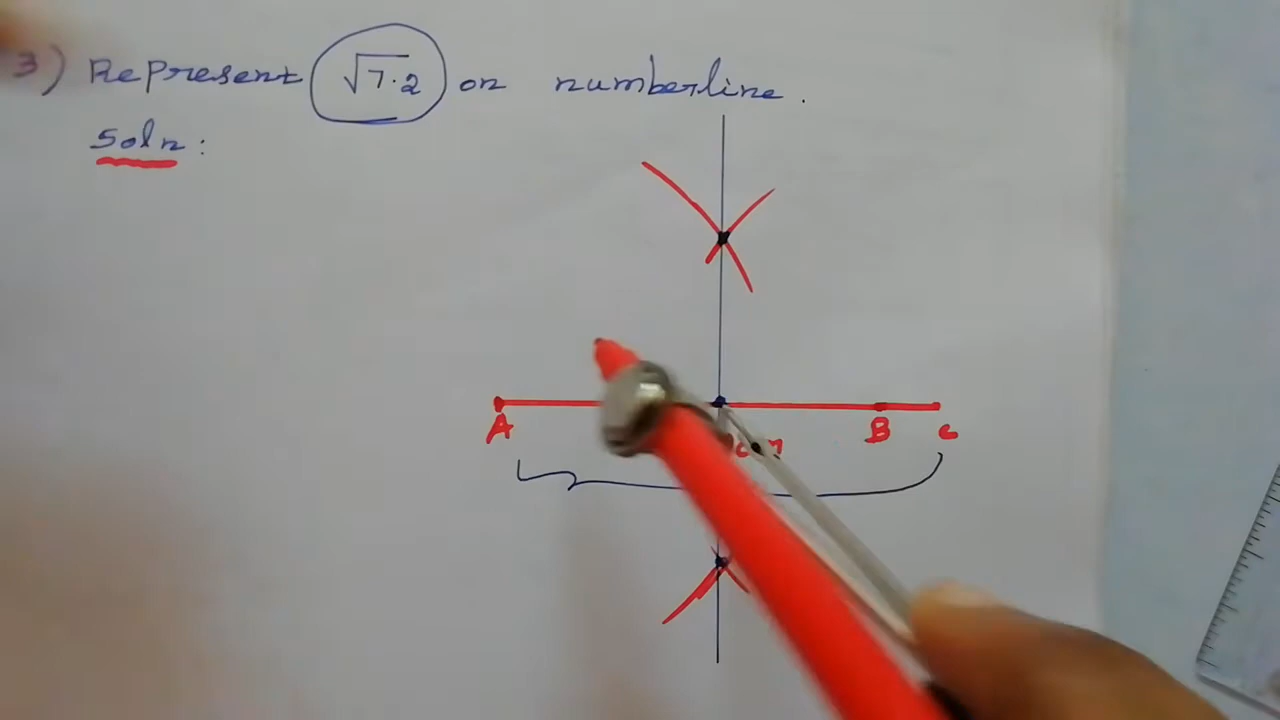 3) Represent √7.2 on numberline.
Soln:
A B C